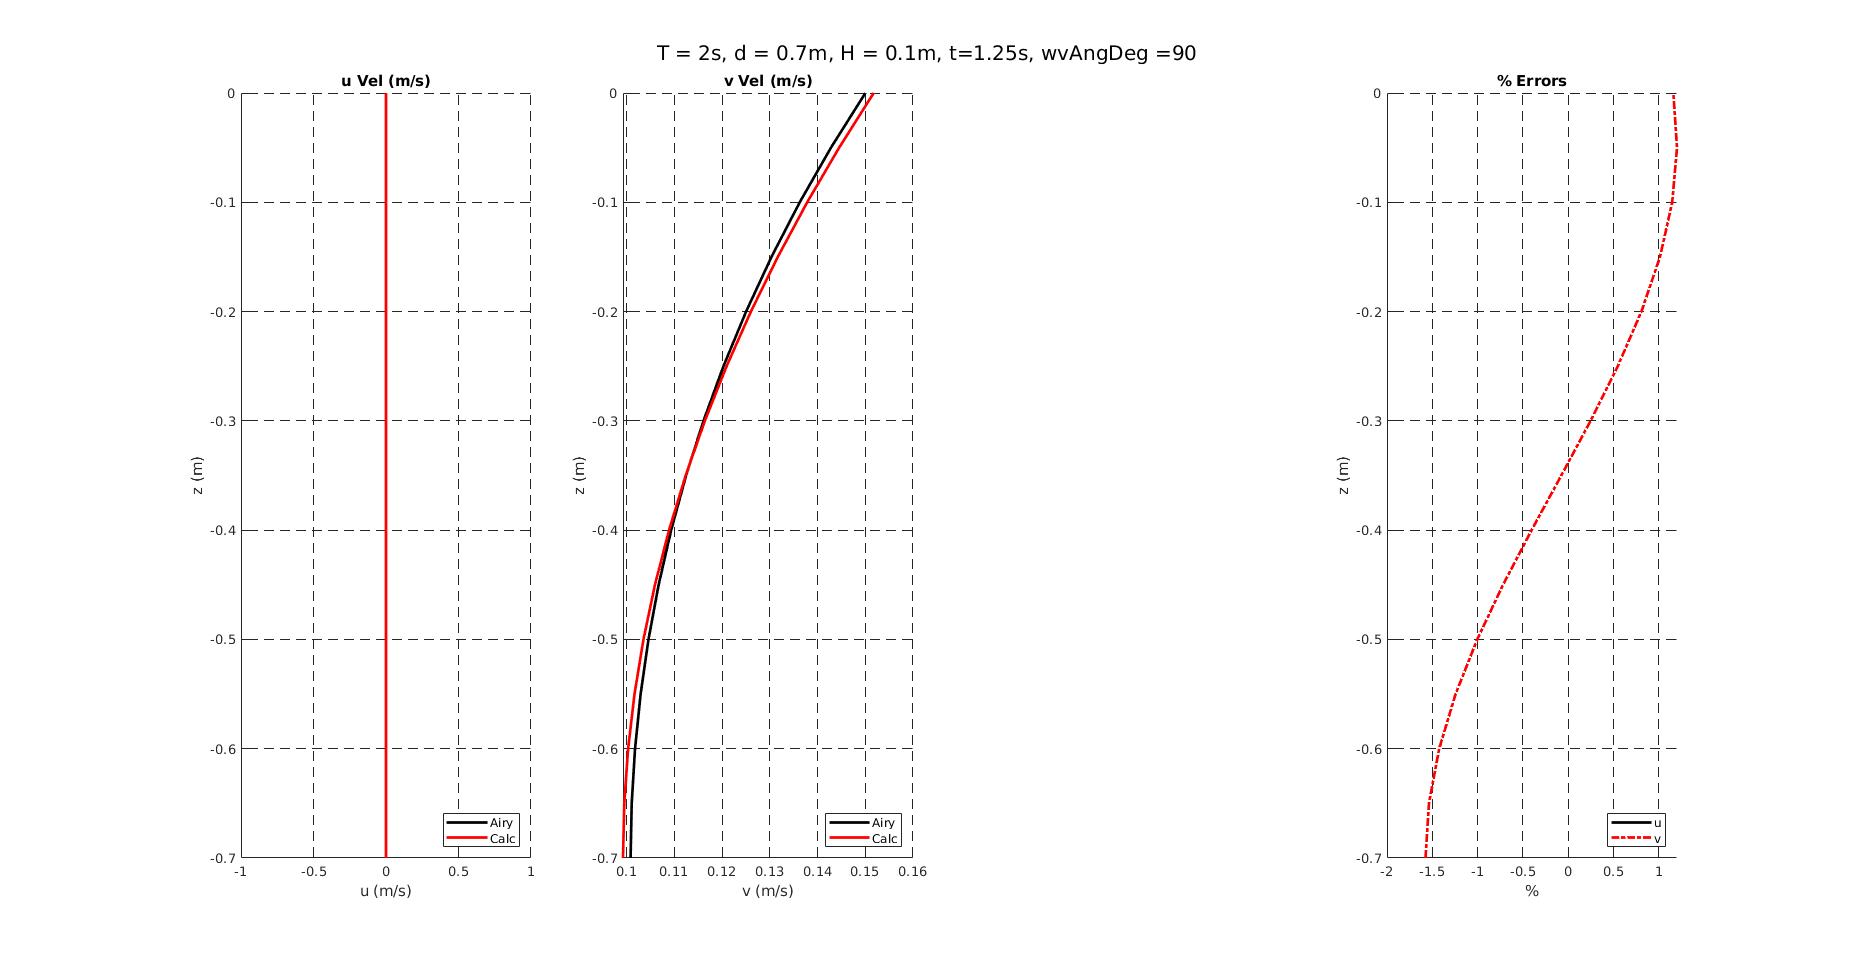 T = 2s, d = 0.7m, H = 0.1m, t=1.25s, wvAngDeg =90
u Vel (m/s)
0
-0.1
-0.2
-0.3
-0.4
-0.5
-0.6
-0.7
z (m)
-1 -0.5 0 0.5 1
u (m/s)
Airy
Calc
v Vel (m/s)
0
-0.1
-0.2
-0.3
-0.4
-0.5
-0.6
-0.7
z (m)
0.1 0.11 0.12 0.13 0.14 0.15 0.16
v (m/s)
Airy
Calc
% Errors
0
-0.1
-0.2
-0.3
-0.4
-0.5
-0.6
-0.7
z (m)
-2 -1.5 -1 -0.5 0 0.5 1
%
u
v